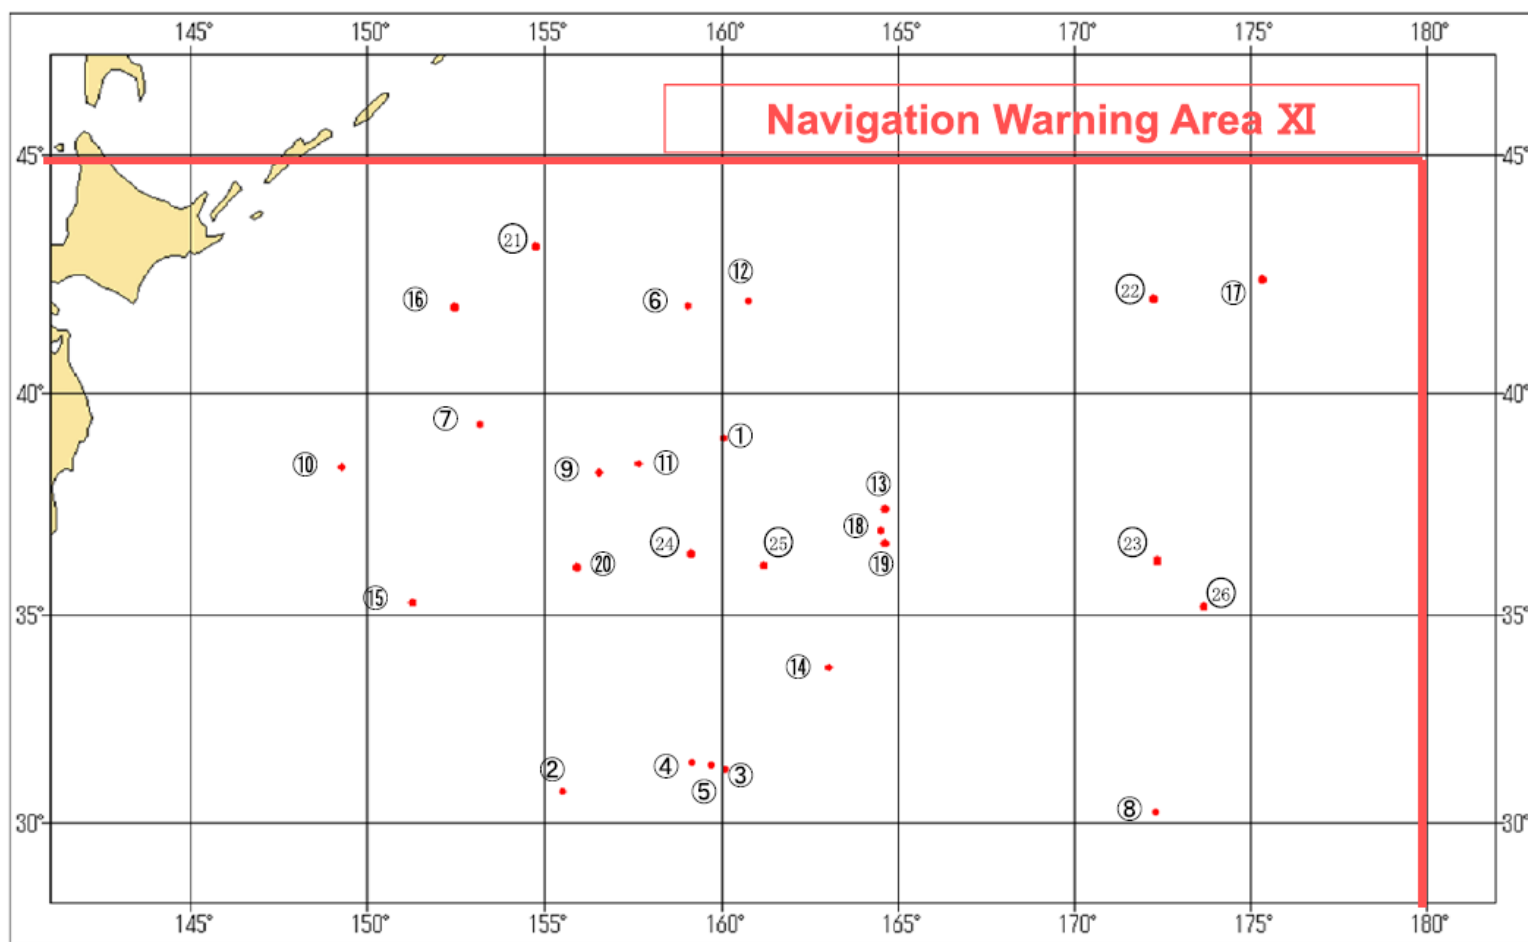 145° 150° 155° 160° 165° 170° 175° 180°
Navigation Warning Area Ⅺ
45° 45°
㉑
⑫
⑯ ⑥ ㉒ ⑰
40° 40°
⑦ ①
⑩ ⑨ ⑪
⑬
⑱
㉔ ㉕ ㉓
⑳ ⑲
⑮ ㉖
35° 35°
⑭
② ④ ③
⑤
⑧
30° 30°
145° 150° 155° 160° 165° 170° 175° 180°